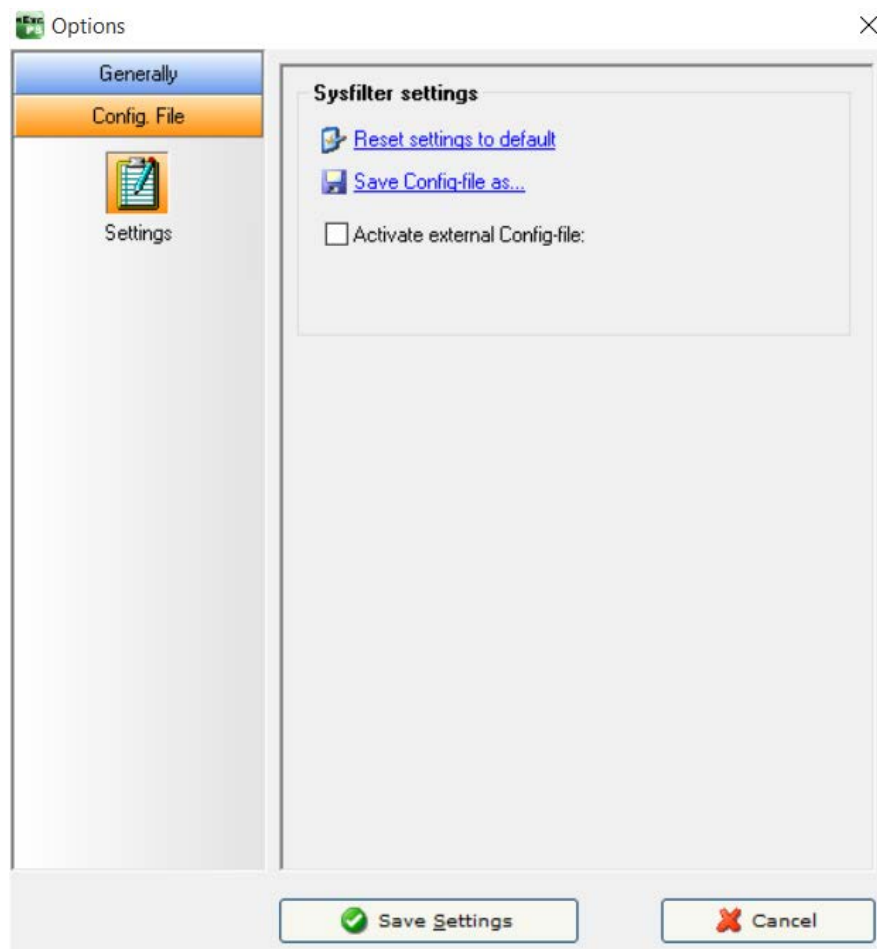 Options
Generally
Config. File
Settings
Sysfilter settings
Reset settings to default
Save Config-file as...
Activate external Config-file:
Save Settings
Cancel